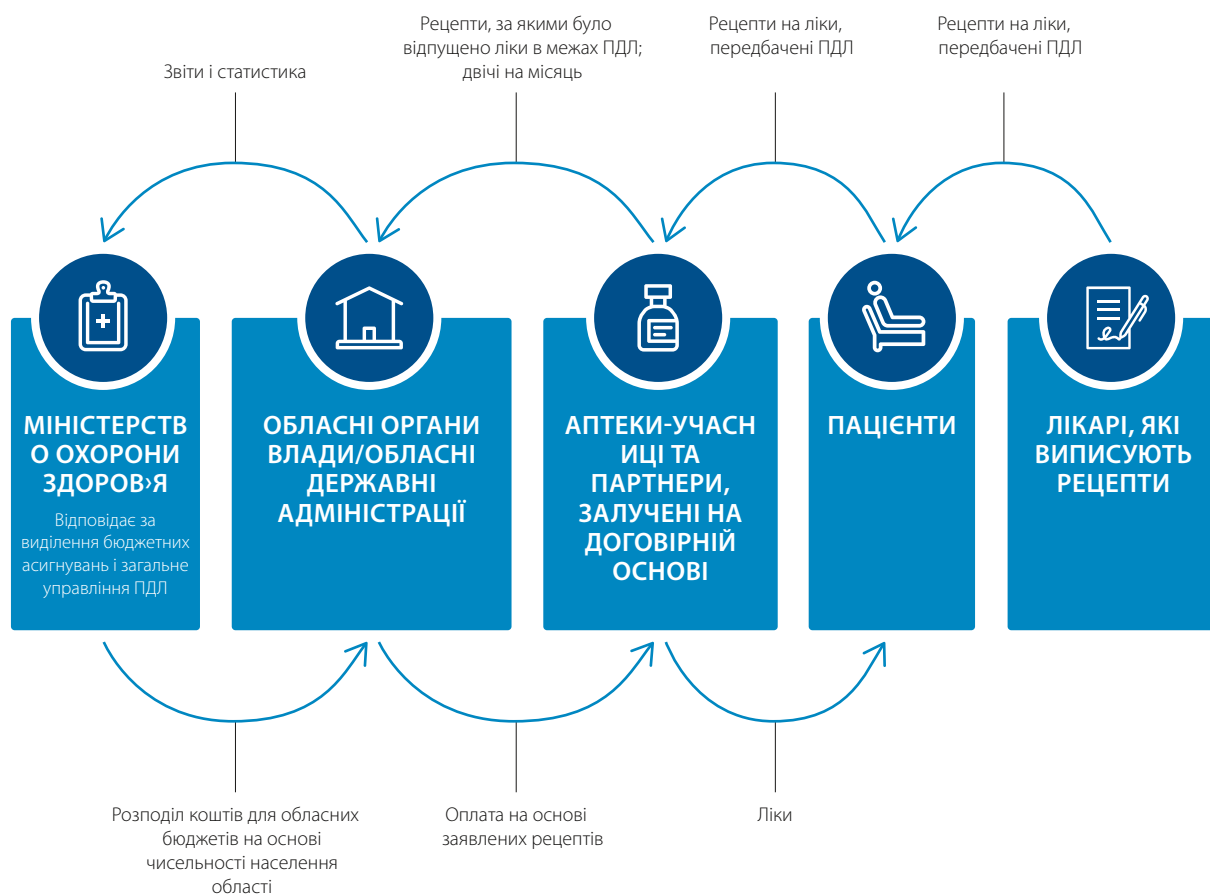 Звіти і статистика
Рецепти, за якими було
відпущено ліки в межах ПДЛ;
двічі на місяць
Рецепти на ліки,
передбачені ПДЛ
Рецепти на ліки,
передбачені ПДЛ
МІНІСТЕРСТВ
О ОХОРОНИ
ЗДОРОВ›Я
Відповідає за
виділення бюджетних
асигнувань і загальне
управління ПДЛ
ОБЛАСНІ ОРГАНИ
ВЛАДИ/ОБЛАСНІ
ДЕРЖАВНІ
АДМІНІСТРАЦІЇ
АПТЕКИ-УЧАСН
ИЦІ ТА
ПАРТНЕРИ,
ЗАЛУЧЕНІ НА
ДОГОВІРНІЙ
ОСНОВІ
ПАЦІЄНТИ
ЛІКАРІ, ЯКІ
ВИПИСУЮТЬ
РЕЦЕПТИ
Розподіл коштів для обласних
бюджетів на основі
чисельності населення
області
Оплата на основі
заявлених рецептів
Ліки